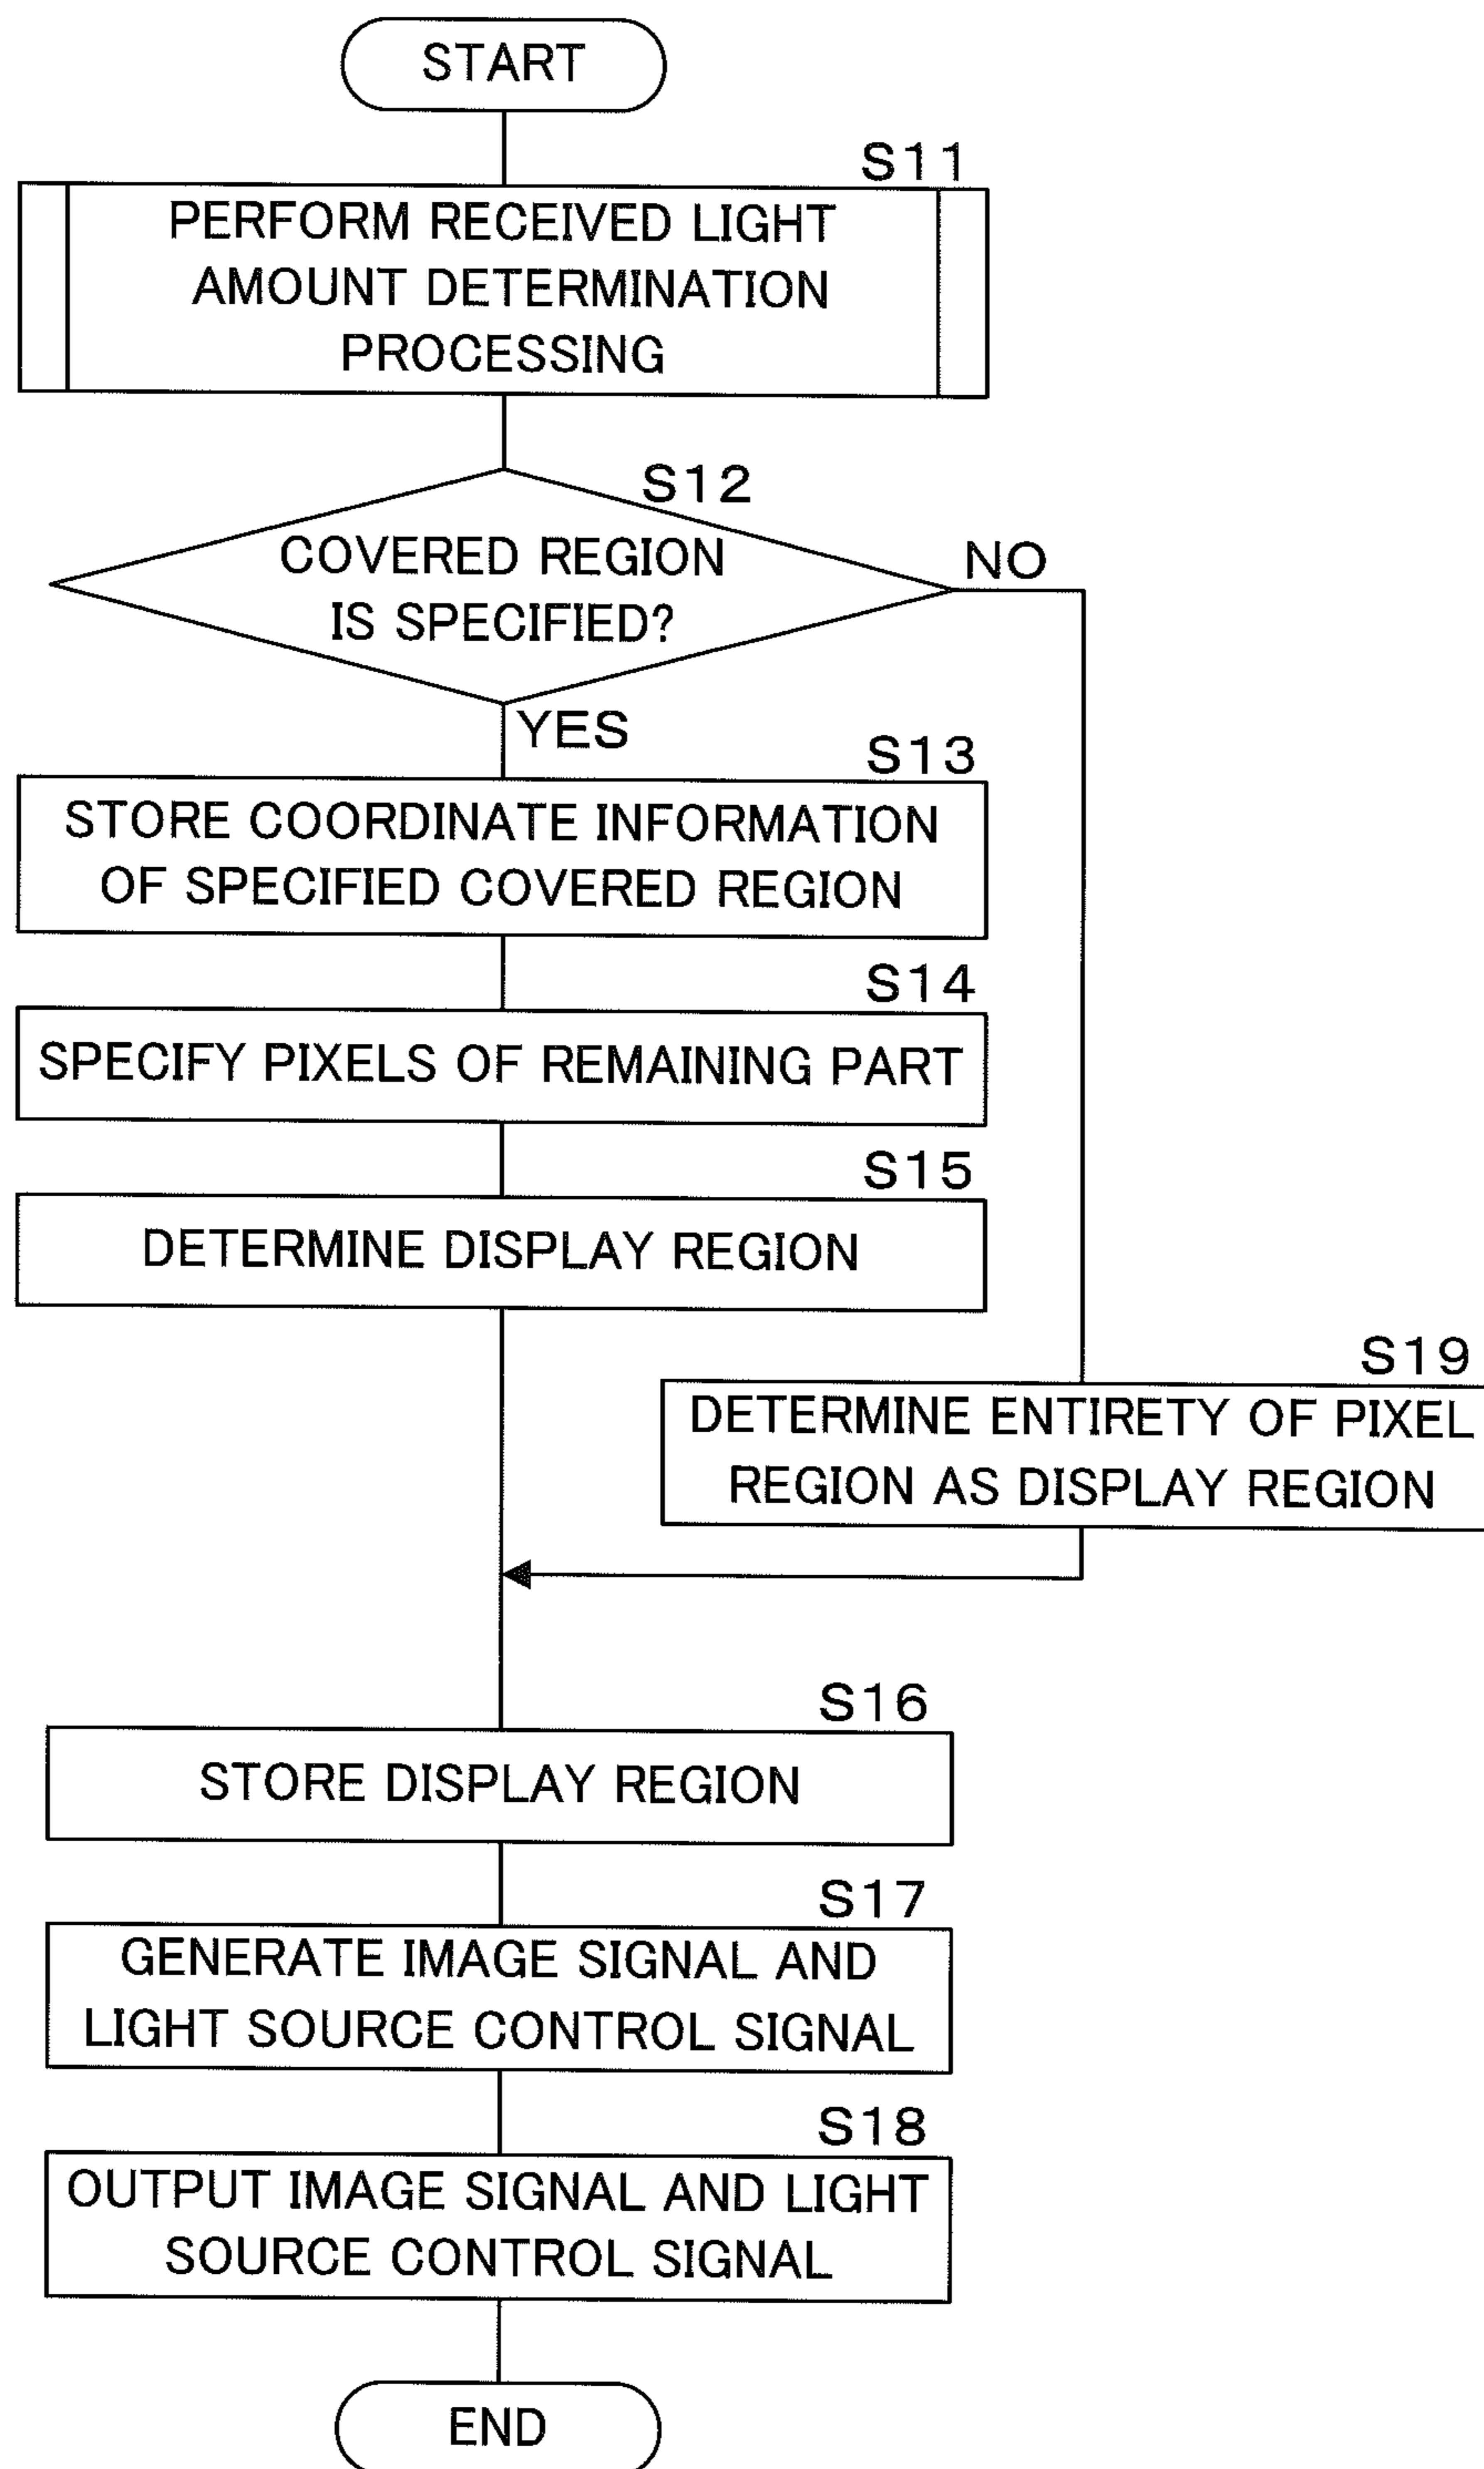 START
S11
PERFORM RECEIVED LIGHT
AMOUNT DETERMINATION
PROCESSING
S12
COVERED REGION
IS SPECIFIED?
NO
YES
S13
STORE COORDINATE INFORMATION
OF SPECIFIED COVERED REGION
S14
SPECIFY PIXELS OF REMAINING PART
S15
DETERMINE DISPLAY REGION
S19
DETERMINE ENTIRETY OF PIXEL
REGION AS DISPLAY REGION
S16
STORE DISPLAY REGION
S17
GENERATE IMAGE SIGNAL AND
LIGHT SOURCE CONTROL SIGNAL
S18
OUTPUT IMAGE SIGNAL AND LIGHT
SOURCE CONTROL SIGNAL
END